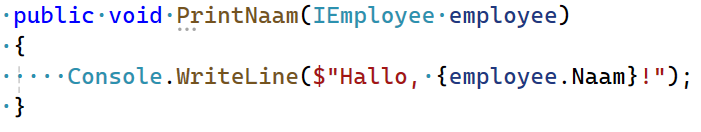 public void PrintNaam(IEmployee employee)
{
    Console.WriteLine($"Hallo, {employee.Naam}!");
}